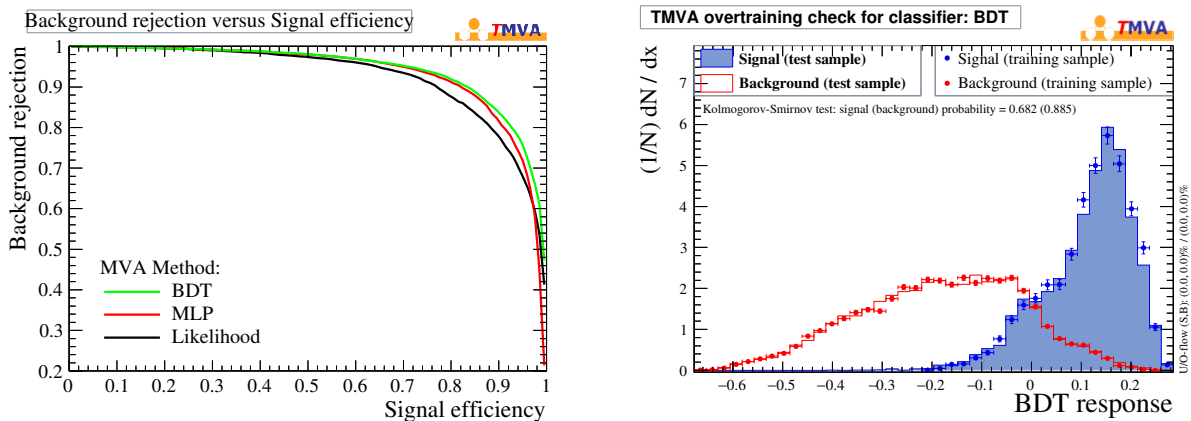 Background rejection versus Signal efficiency
TMVA
Background rejection
1
0.9
0.8
0.7
0.6
0.5
0.4
0.3
0.2
MVA Method:
BDT
MLP
Likelihood
0 0.1 0.2 0.3 0.4 0.5 0.6 0.7 0.8 0.9 1
Signal efficiency
TMVA overtraining check for classifier: BDT
TMVA
(1/N) dN / dx
Signal (test sample)
Background (test sample)
Signal (training sample)
Background (training sample)
Kolmogorov-Smirnov test: signal (background) probability = 0.682 (0.885)
7
6
5
4
3
2
1
0
−0.6 −0.5 −0.4 −0.3 −0.2 −0.1 0 0.1 0.2
BDT response
U/O-flow (S,B): (0.0, 0.0)% / (0.0, 0.0)%